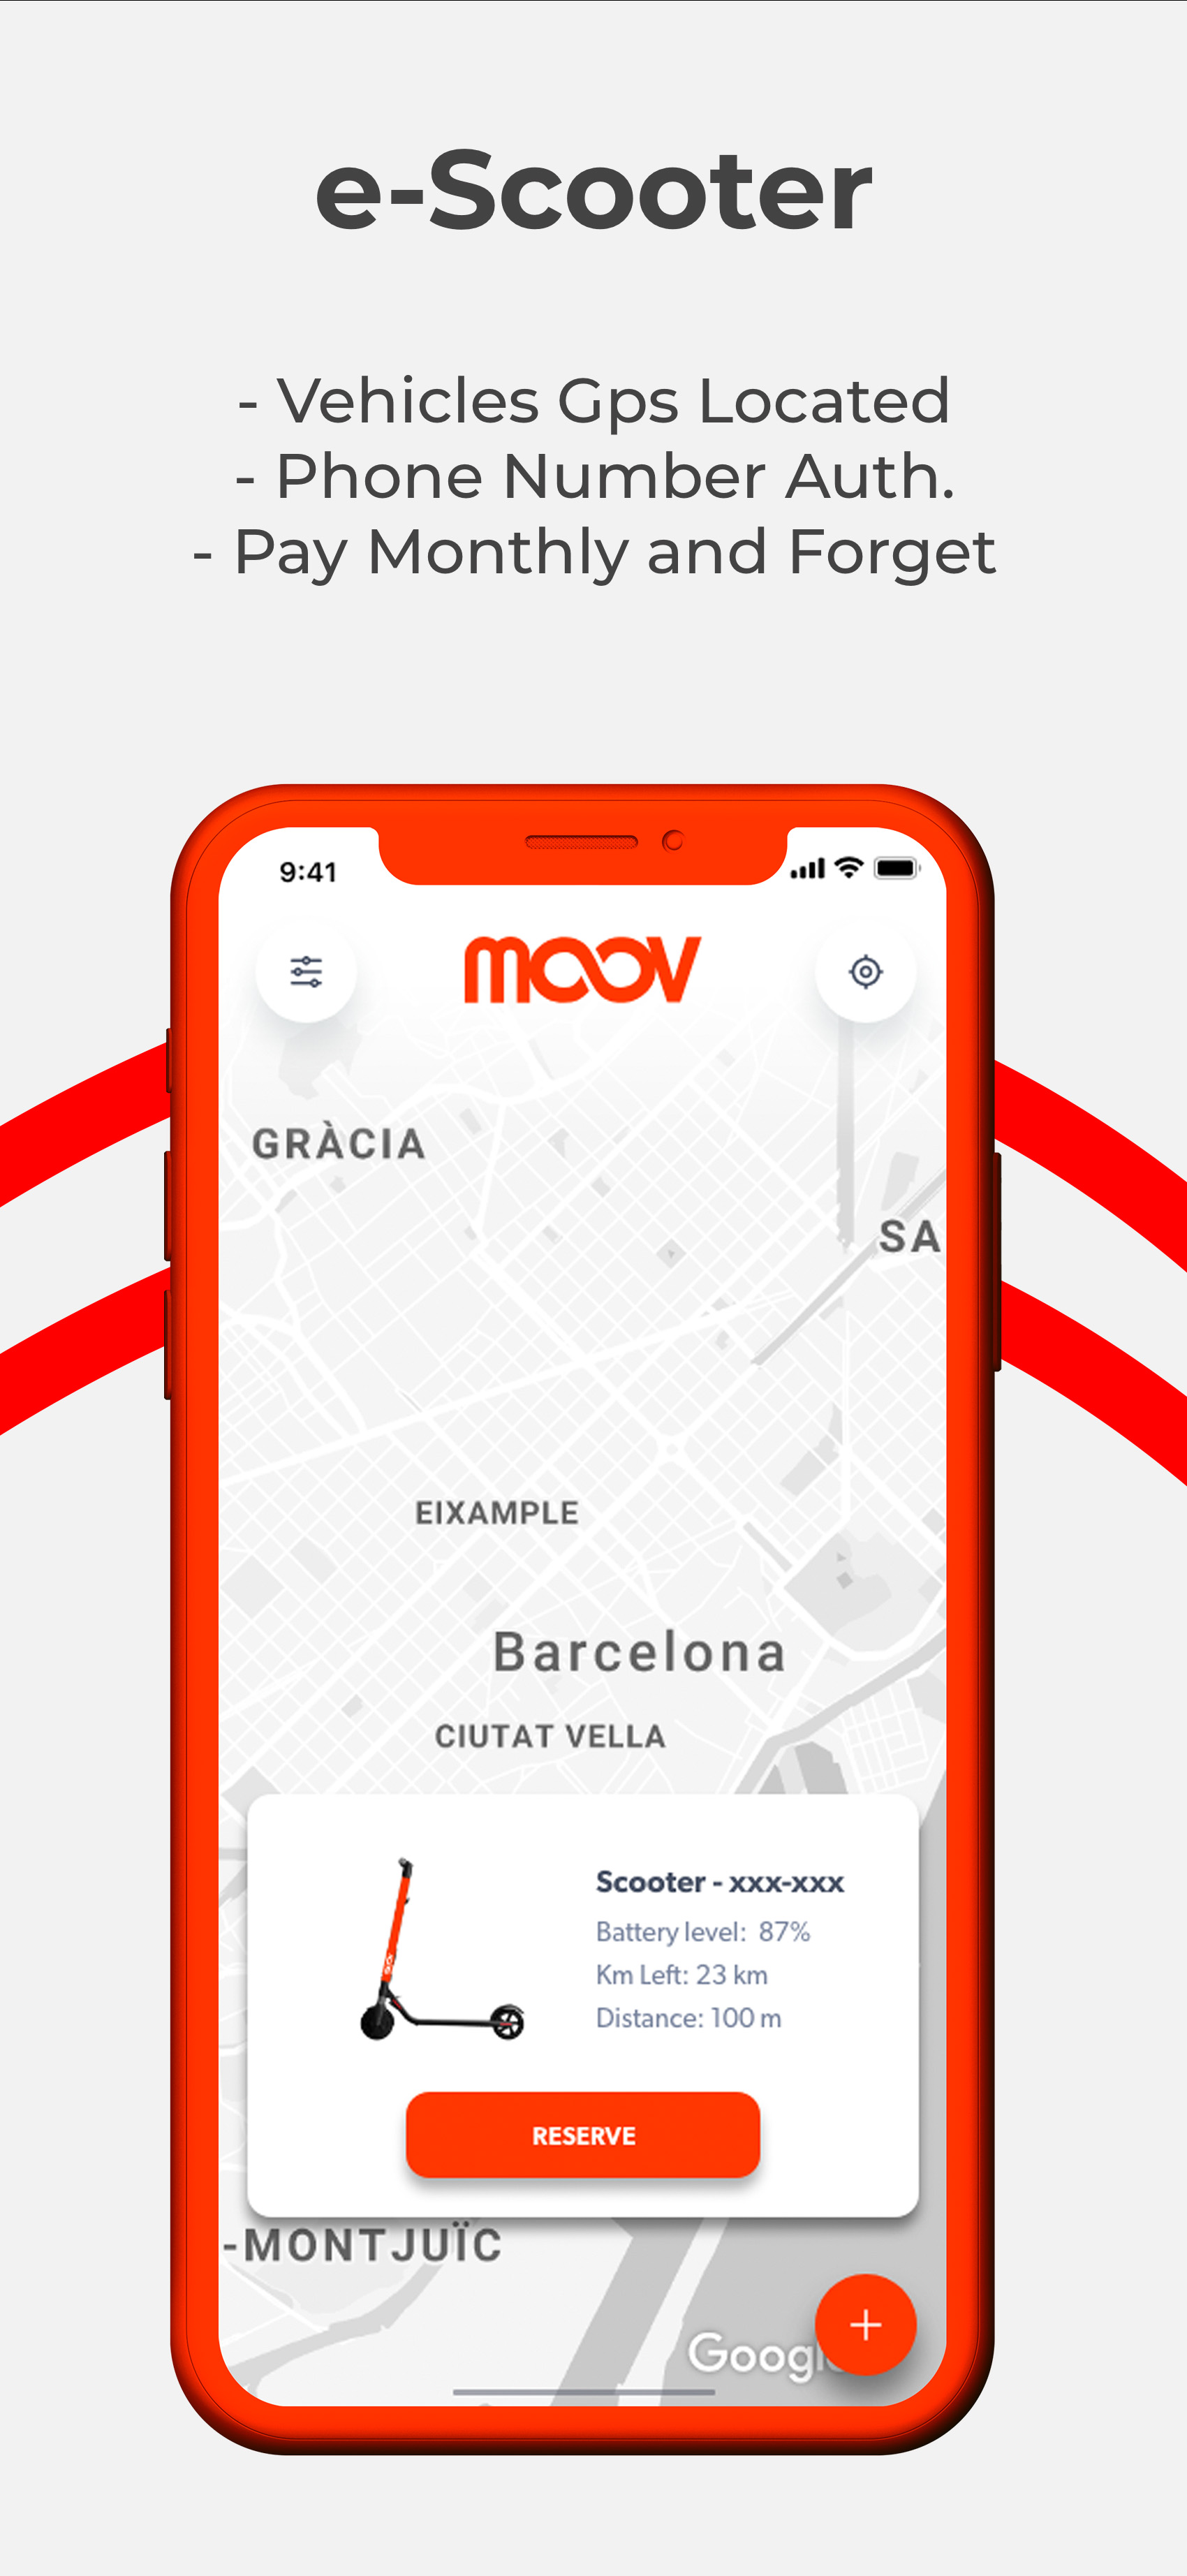 e-Scooter
- Vehicles Gps Located
- Phone Number Auth.
- Pay Monthly and Forget
9:41
moov
GRÀCIA
SA
EIXAMPLE
Barcelona
CIUTAT VELLA
Scooter - xxx-xxx
Battery level: 87%
Km Left: 23 km
Distance: 100 m
RESERVE
-MONTJUÏC
Googl
+